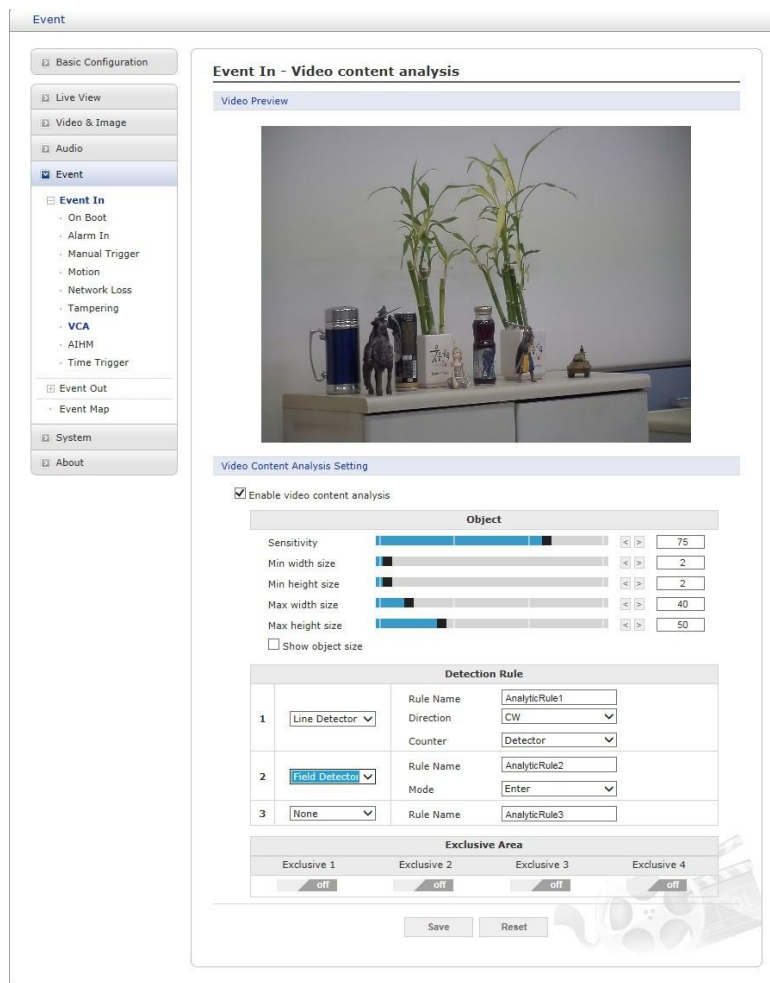 Event
Basic Configuration
Live View
Video & Image
Audio
Event
Event In
On Boot
Alarm In
Manual Trigger
Motion
Network Loss
Tampering
VCA
AIHM
Time Trigger
Event Out
Event Map
System
About
Event In - Video content analysis
Video Preview
Video Content Analysis Setting
Enable video content analysis
Object
Sensitivity < > 75
Min width size < > 2
Min height size < > 2
Max width size < > 40
Max height size < > 50
Show object size
Detection Rule
1 Line Detector Rule Name AnalyticRule1
Direction CW
Counter Detector
2 Field Detector Rule Name AnalyticRule2
Mode Enter
3 None Rule Name AnalyticRule3
Exclusive Area
Exclusive 1 Exclusive 2 Exclusive 3 Exclusive 4
off off off off
Save Reset